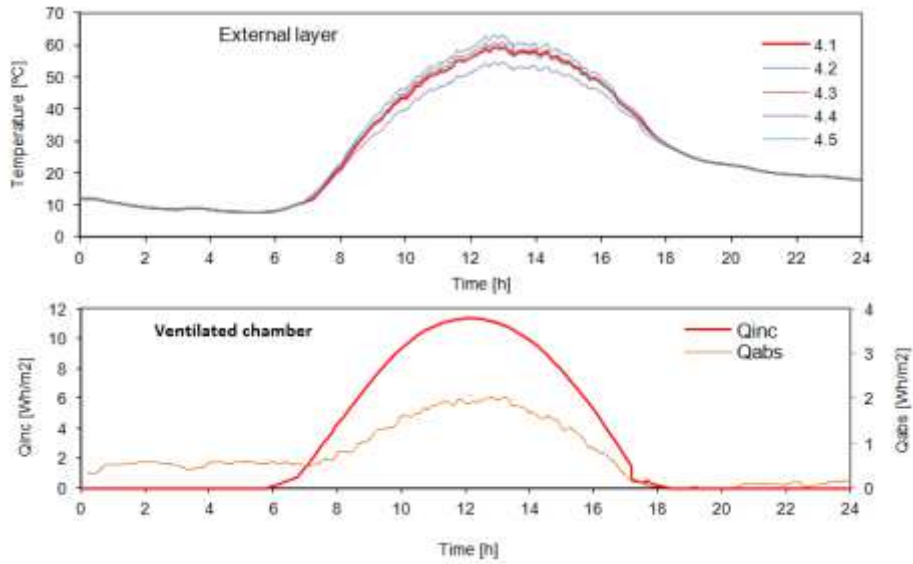 External layer
Temperature [ºC]
70
60
50
40
30
20
10
0
4.1
4.2
4.3
4.4
4.5
0 2 4 6 8 10 12 14 16 18 20 22 24
Time [h]
Ventilated chamber
Qinc [Wh/m2]
12
10
8
6
4
2
0
Qinc
Qabs
4
3
2
1
0
Qabs [Wh/m2]
0 2 4 6 8 10 12 14 16 18 20 22 24
Time [h]